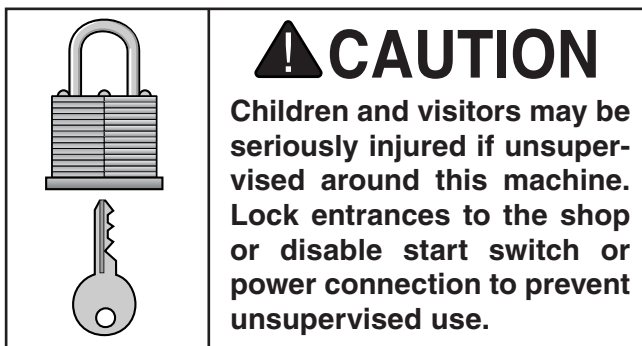 CAUTION
Children and visitors may be
seriously injured if unsuper-
vised around this machine.
Lock entrances to the shop
or disable start switch or
power connection to prevent
unsupervised use.